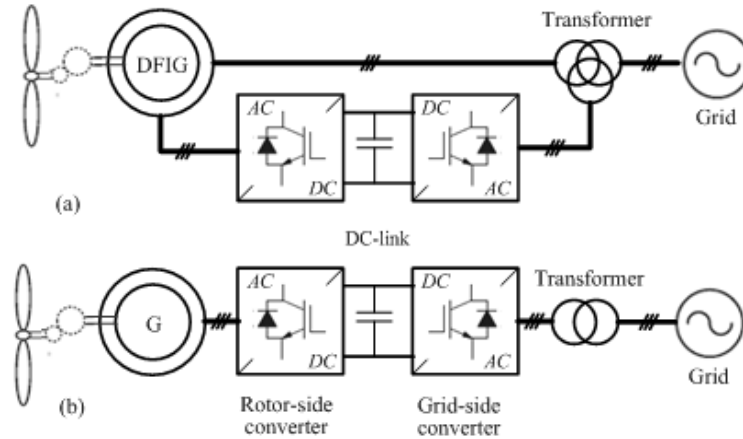 Transformer
DFIG
Grid
AC
DC
DC
AC
(a)
DC-link
Transformer
G
AC
DC
DC
AC
Grid
(b)
Rotor-side
converter
Grid-side
converter